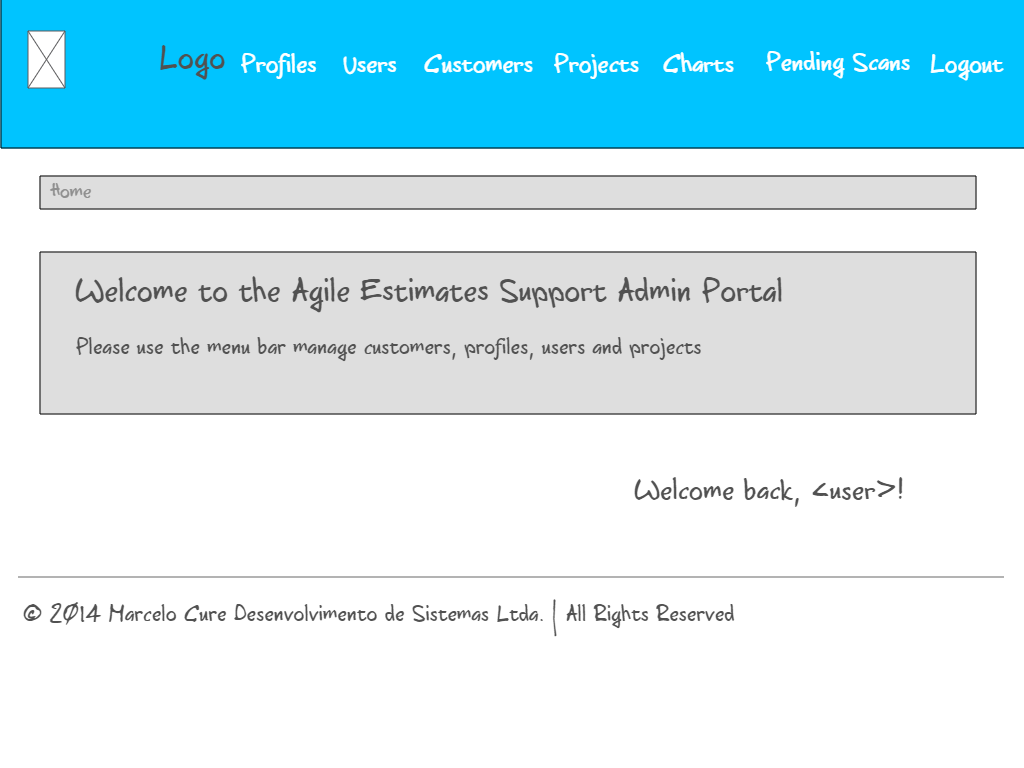 Logo Profiles Users Customers Projects Charts Pending Scans Logout
Home
Welcome to the Agile Estimates Support Admin Portal
Please use the menu bar manage customers, profiles, users and projects
Welcome back, <user>!
© 2014 Marcelo Cure Desenvolvimento de Sistemas Ltda. | All Rights Reserved